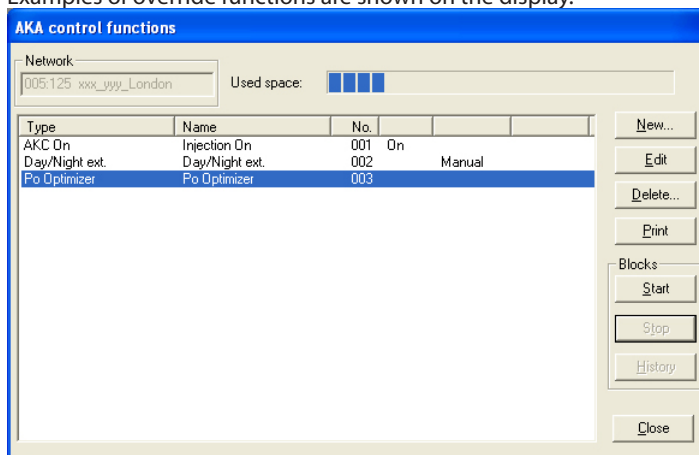 Examples of override functions are shown on the display.
AKA control functions
Network
005:125 xxx_yyy_London
Used space:
Type Name No.
AKC On Injection On 001 On
Day/Night ext. Day/Night ext. 002 Manual
Po Optimizer Po Optimizer 003
New...
Edit
Delete...
Print
Blocks
Start
Stop
History
Close